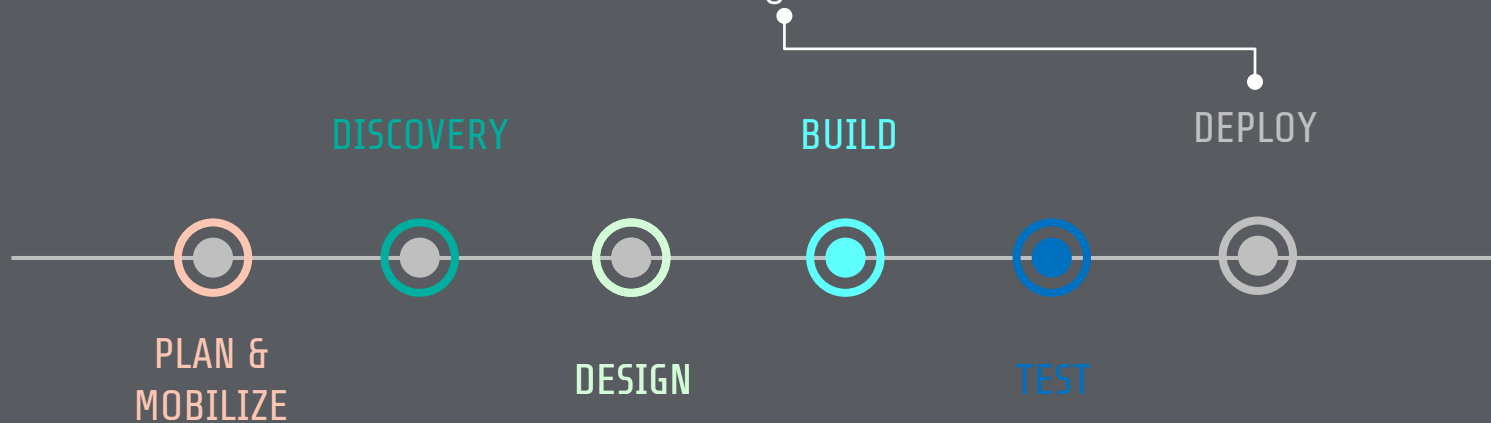 DISCOVERY
BUILD
DEPLOY
PLAN &
MOBILIZE
DESIGN
TEST